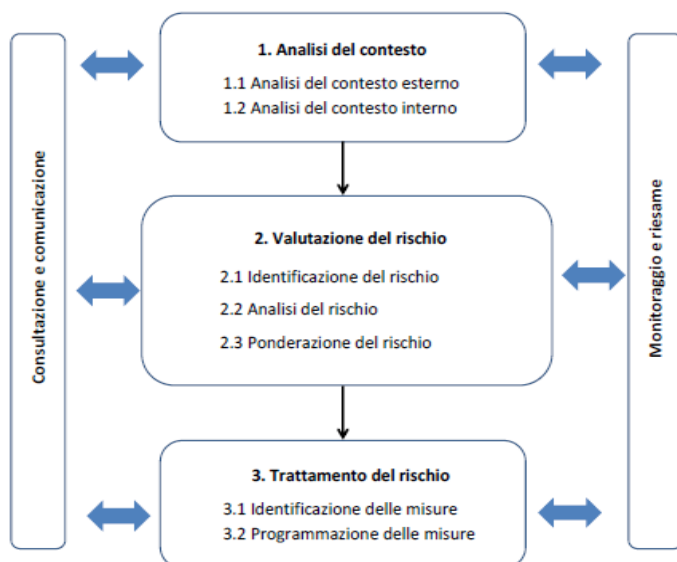 1. Analisi del contesto
1.1 Analisi del contesto esterno
1.2 Analisi del contesto interno
Consultazione e comunicazione
2. Valutazione del rischio
2.1 Identificazione del rischio
2.2 Analisi del rischio
2.3 Ponderazione del rischio
Monitoraggio e riesame
3. Trattamento del rischio
3.1 Identificazione delle misure
3.2 Programmazione delle misure